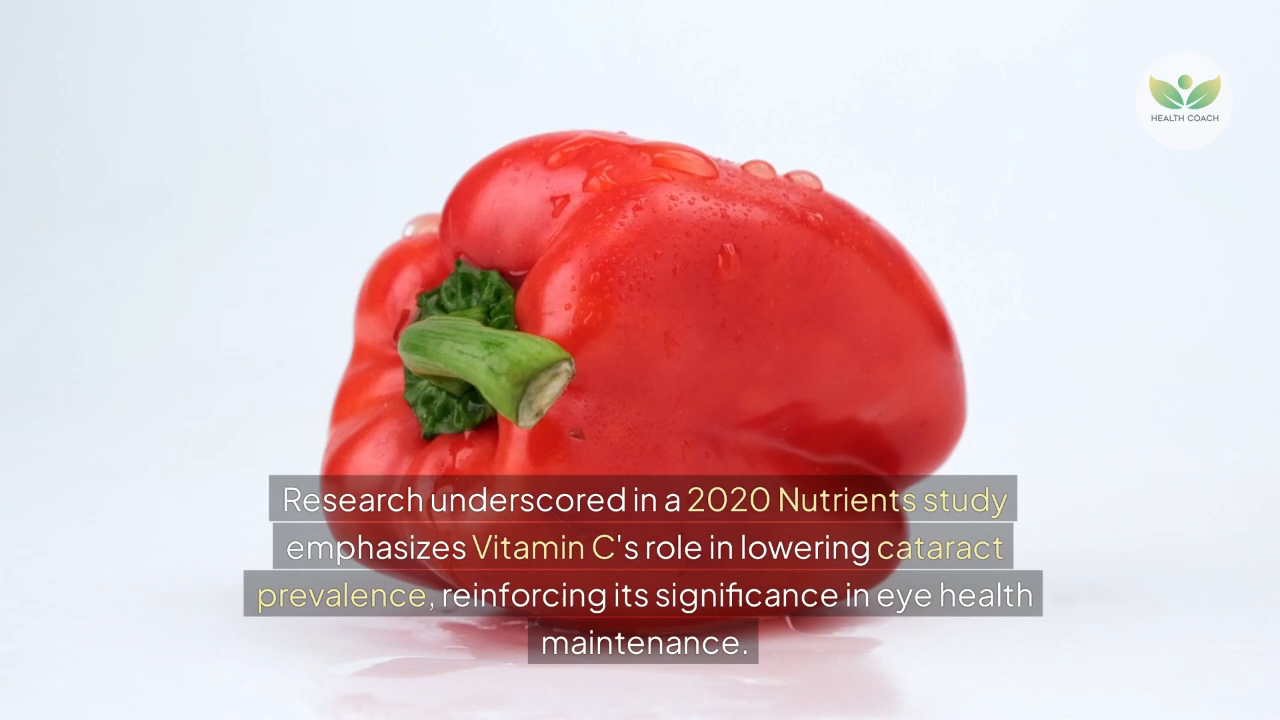 HEALTH COACH
Research underscored in a 2020 Nutrients study
emphasizes Vitamin C's role in lowering cataract
prevalence, reinforcing its significance in eye health
maintenance.